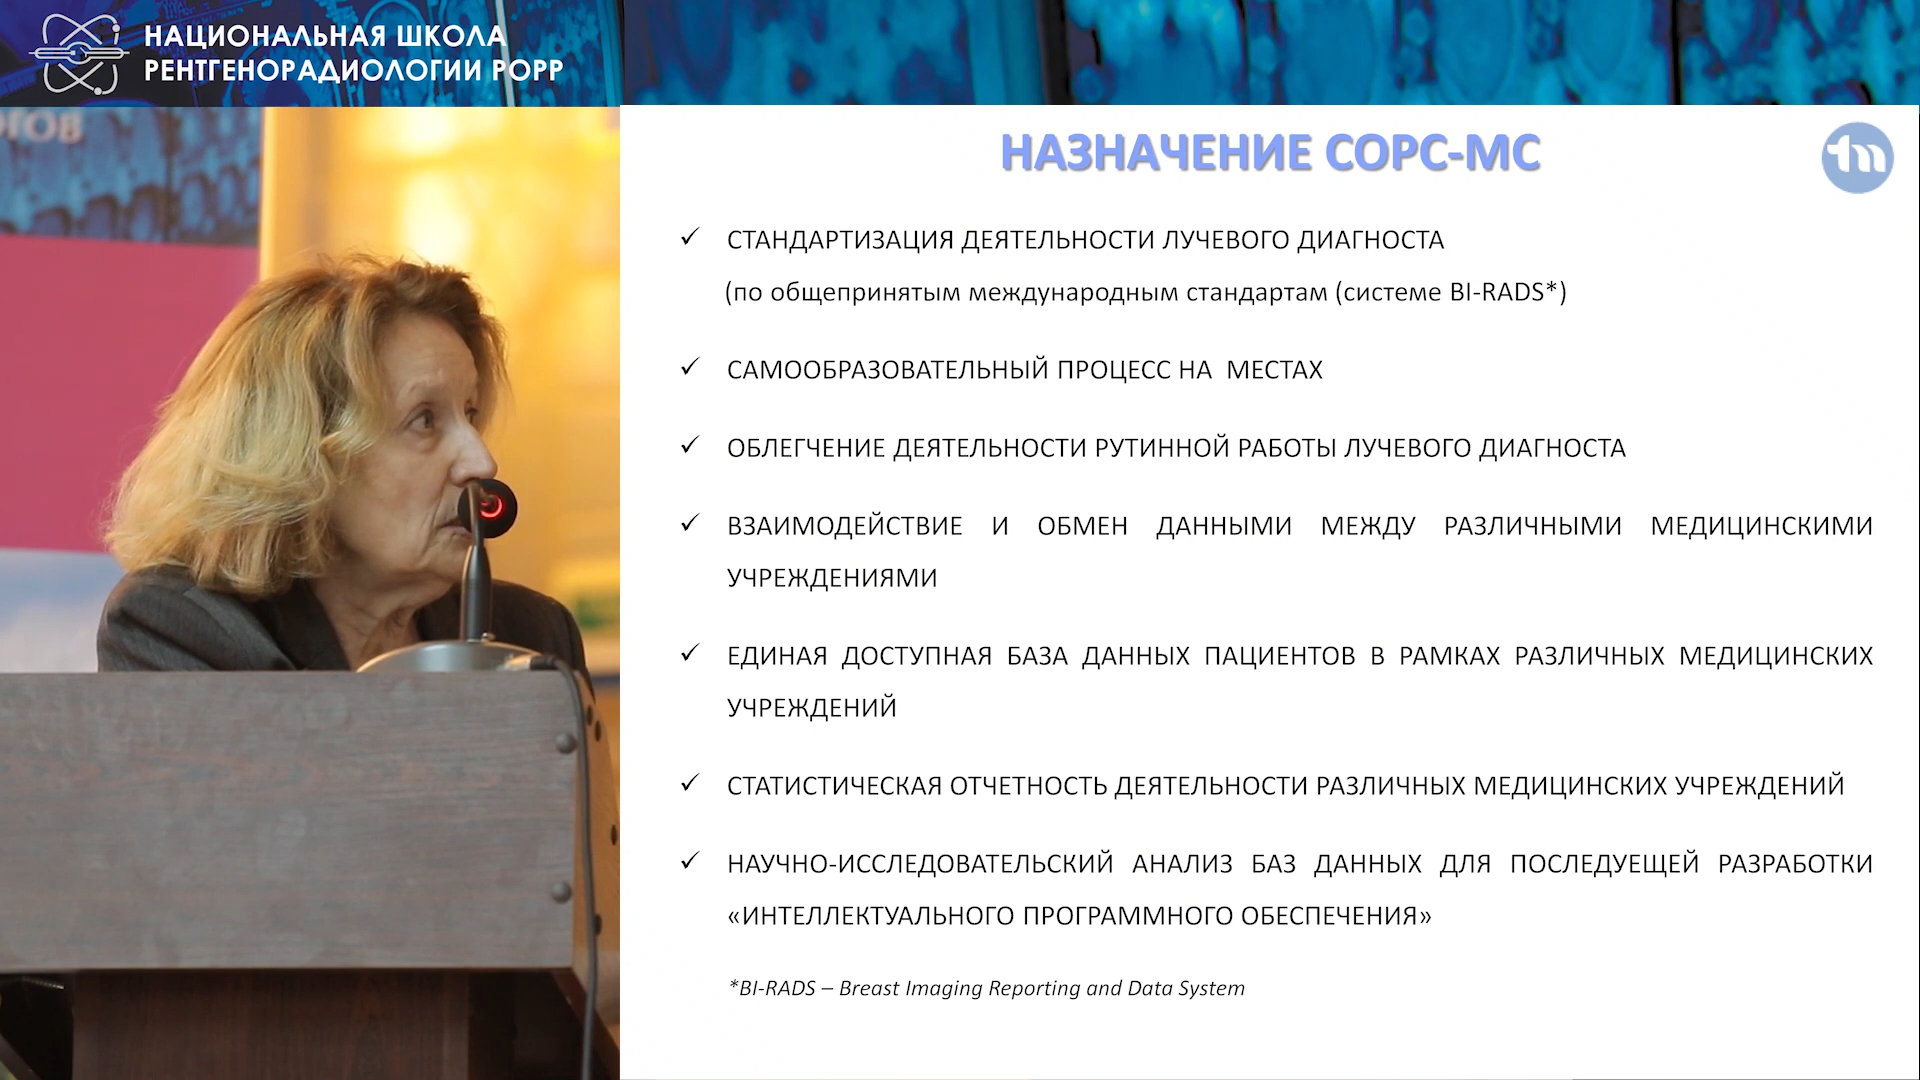 НАЦИОНАЛЬНАЯ ШКОЛА
РЕНТГЕНОРАДИОЛОГИИ РОРР
НАЗНАЧЕНИЕ СОРС-МС
✓ СТАНДАРТИЗАЦИЯ ДЕЯТЕЛЬНОСТИ ЛУЧЕВОГО ДИАГНОСТА
(по общепринятым международным стандартам (системе BI-RADS*)
✓ САМООБРАЗОВАТЕЛЬНЫЙ ПРОЦЕСС НА МЕСТАХ
✓ ОБЛЕГЧЕНИЕ ДЕЯТЕЛЬНОСТИ РУТИННОЙ РАБОТЫ ЛУЧЕВОГО ДИАГНОСТА
✓ ВЗАИМОДЕЙСТВИЕ И ОБМЕН ДАННЫМИ МЕЖДУ РАЗЛИЧНЫМИ МЕДИЦИНСКИМИ
УЧРЕЖДЕНИЯМИ
✓ ЕДИНАЯ ДОСТУПНАЯ БАЗА ДАННЫХ ПАЦИЕНТОВ В РАМКАХ РАЗЛИЧНЫХ МЕДИЦИНСКИХ
УЧРЕЖДЕНИЙ
✓ СТАТИСТИЧЕСКАЯ ОТЧЕТНОСТЬ ДЕЯТЕЛЬНОСТИ РАЗЛИЧНЫХ МЕДИЦИНСКИХ УЧРЕЖДЕНИЙ
✓ НАУЧНО-ИССЛЕДОВАТЕЛЬСКИЙ АНАЛИЗ БАЗ ДАННЫХ ДЛЯ ПОСЛЕДУЕЩЕЙ РАЗРАБОТКИ
«ИНТЕЛЛЕКТУАЛЬНОГО ПРОГРАММНОГО ОБЕСПЕЧЕНИЯ»
*BI-RADS – Breast Imaging Reporting and Data System